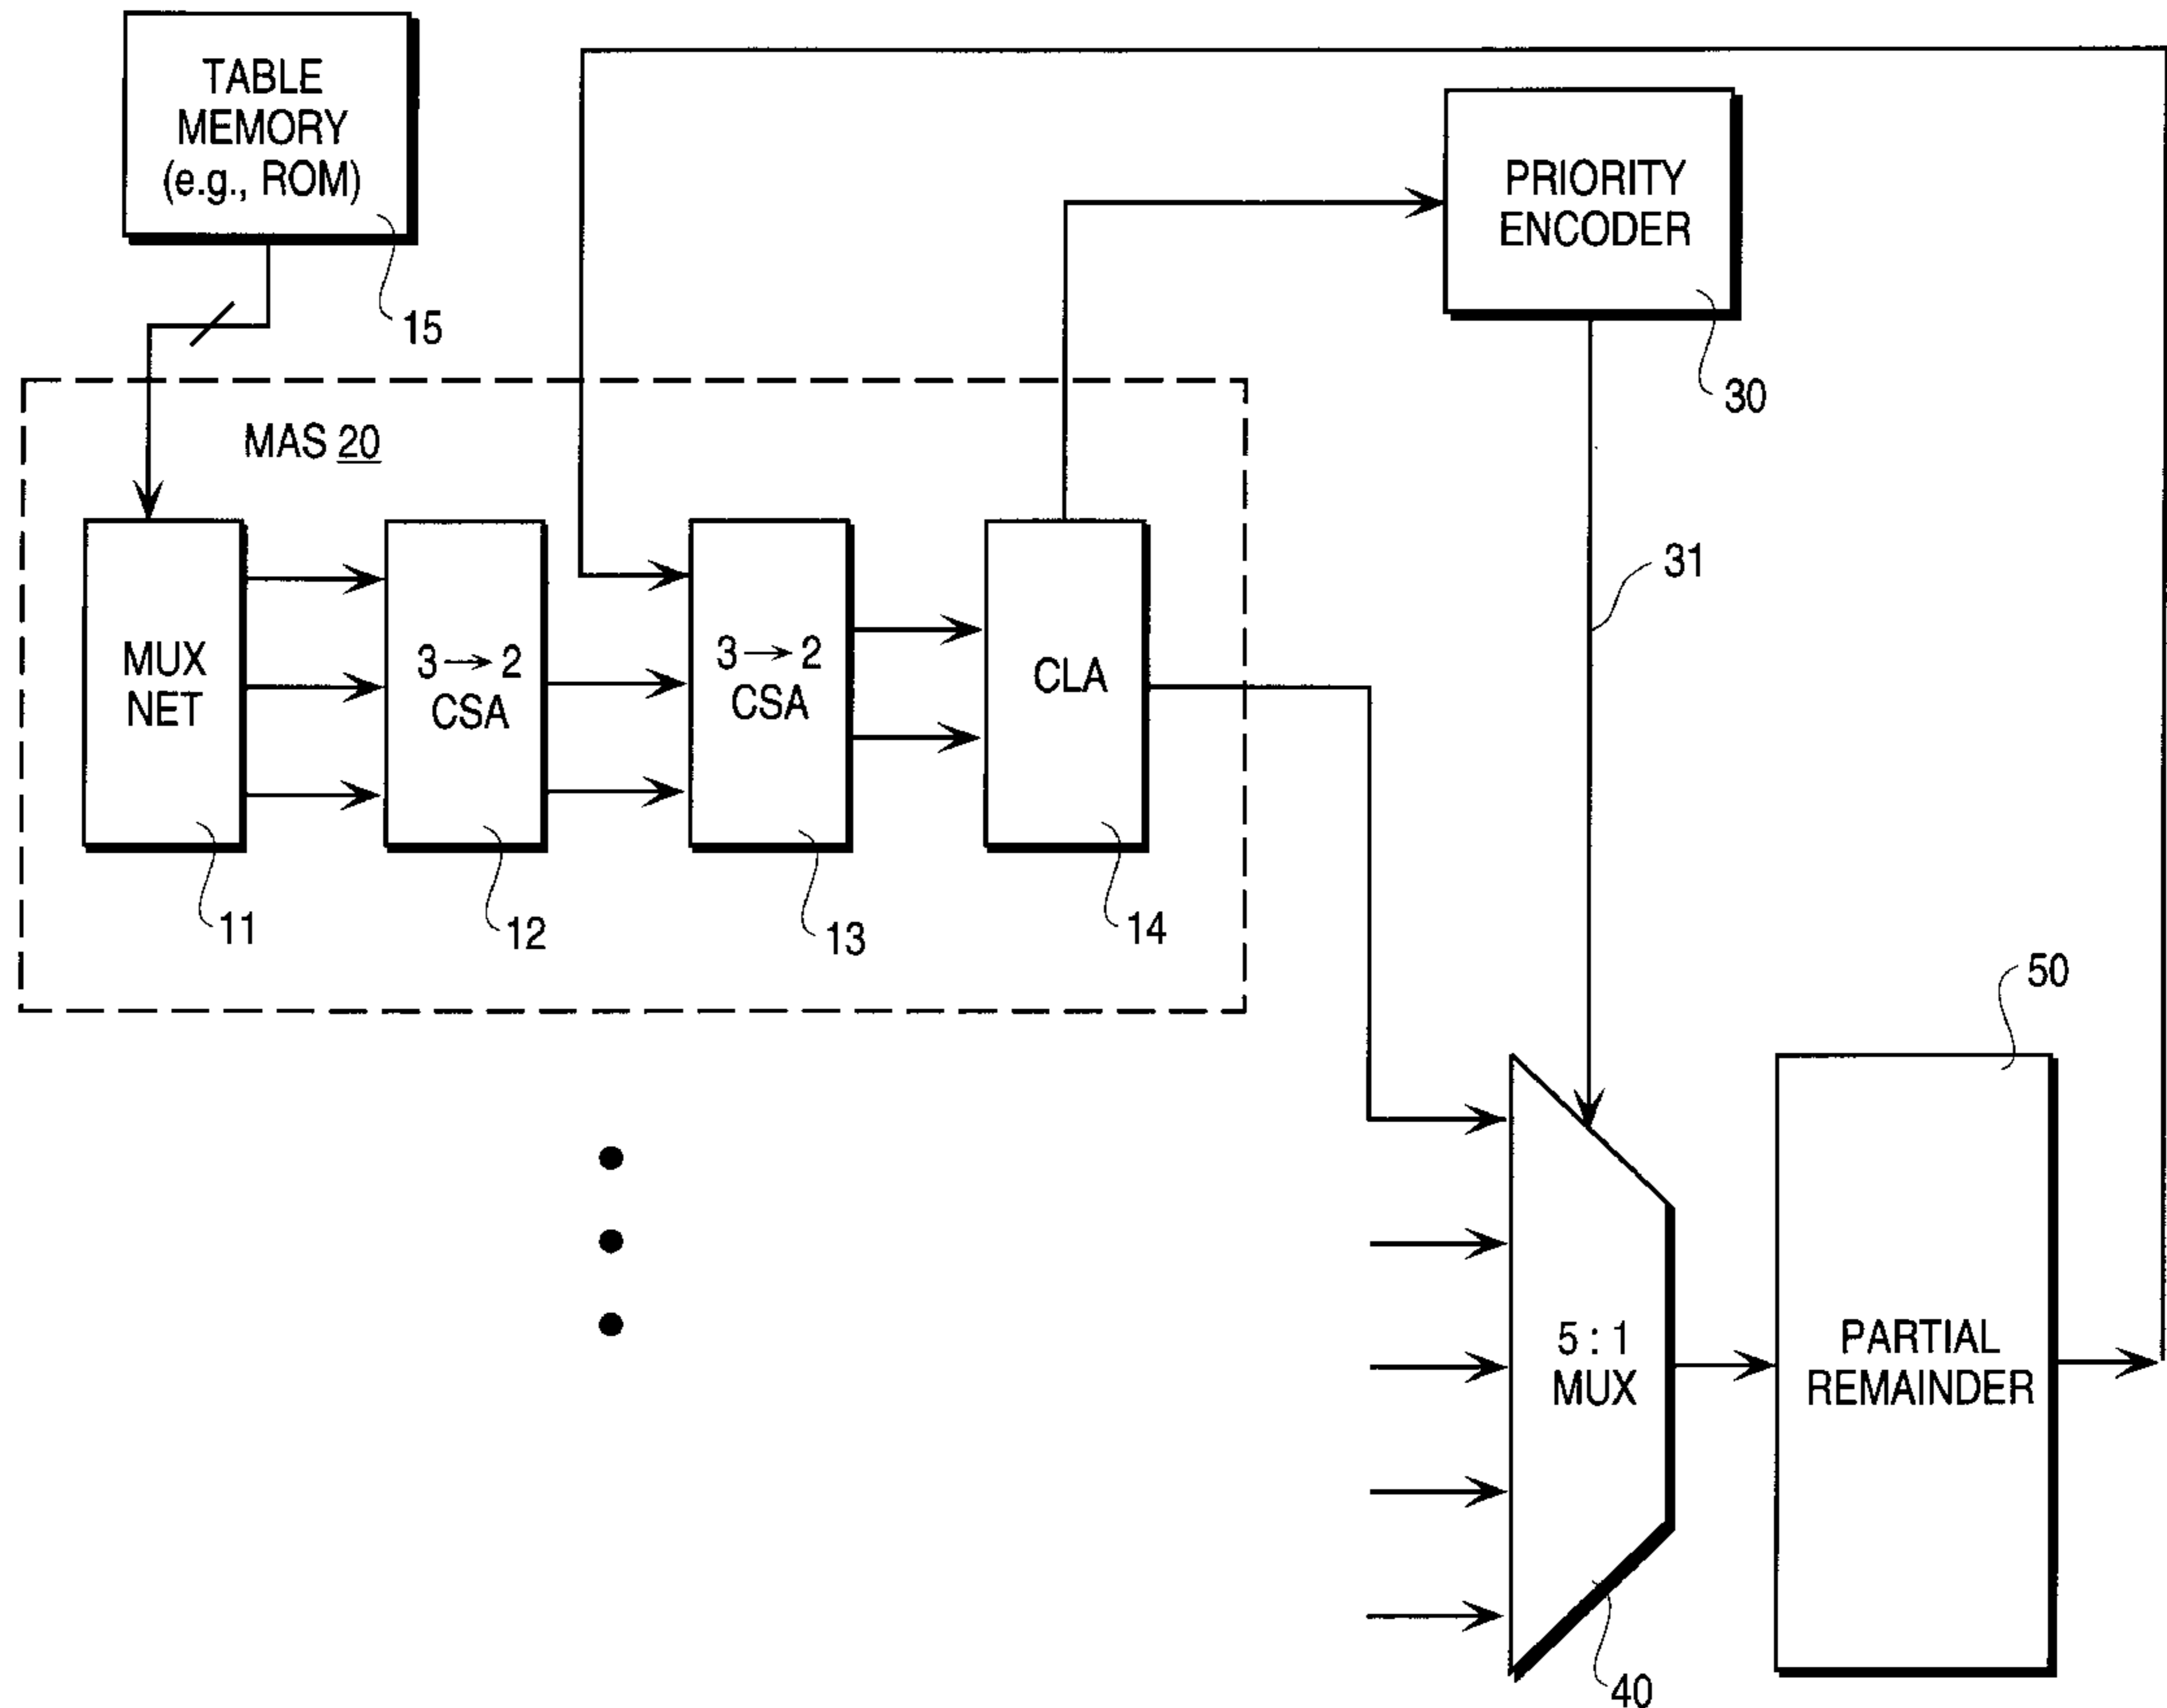 TABLE
MEMORY
(e.g., ROM)
15
PRIORITY
ENCODER
30
MAS 20
31
MUX
NET
3→2
CSA
3→2
CSA
CLA
11
12
13
14
50
5 : 1
MUX
PARTIAL
REMAINDER
40